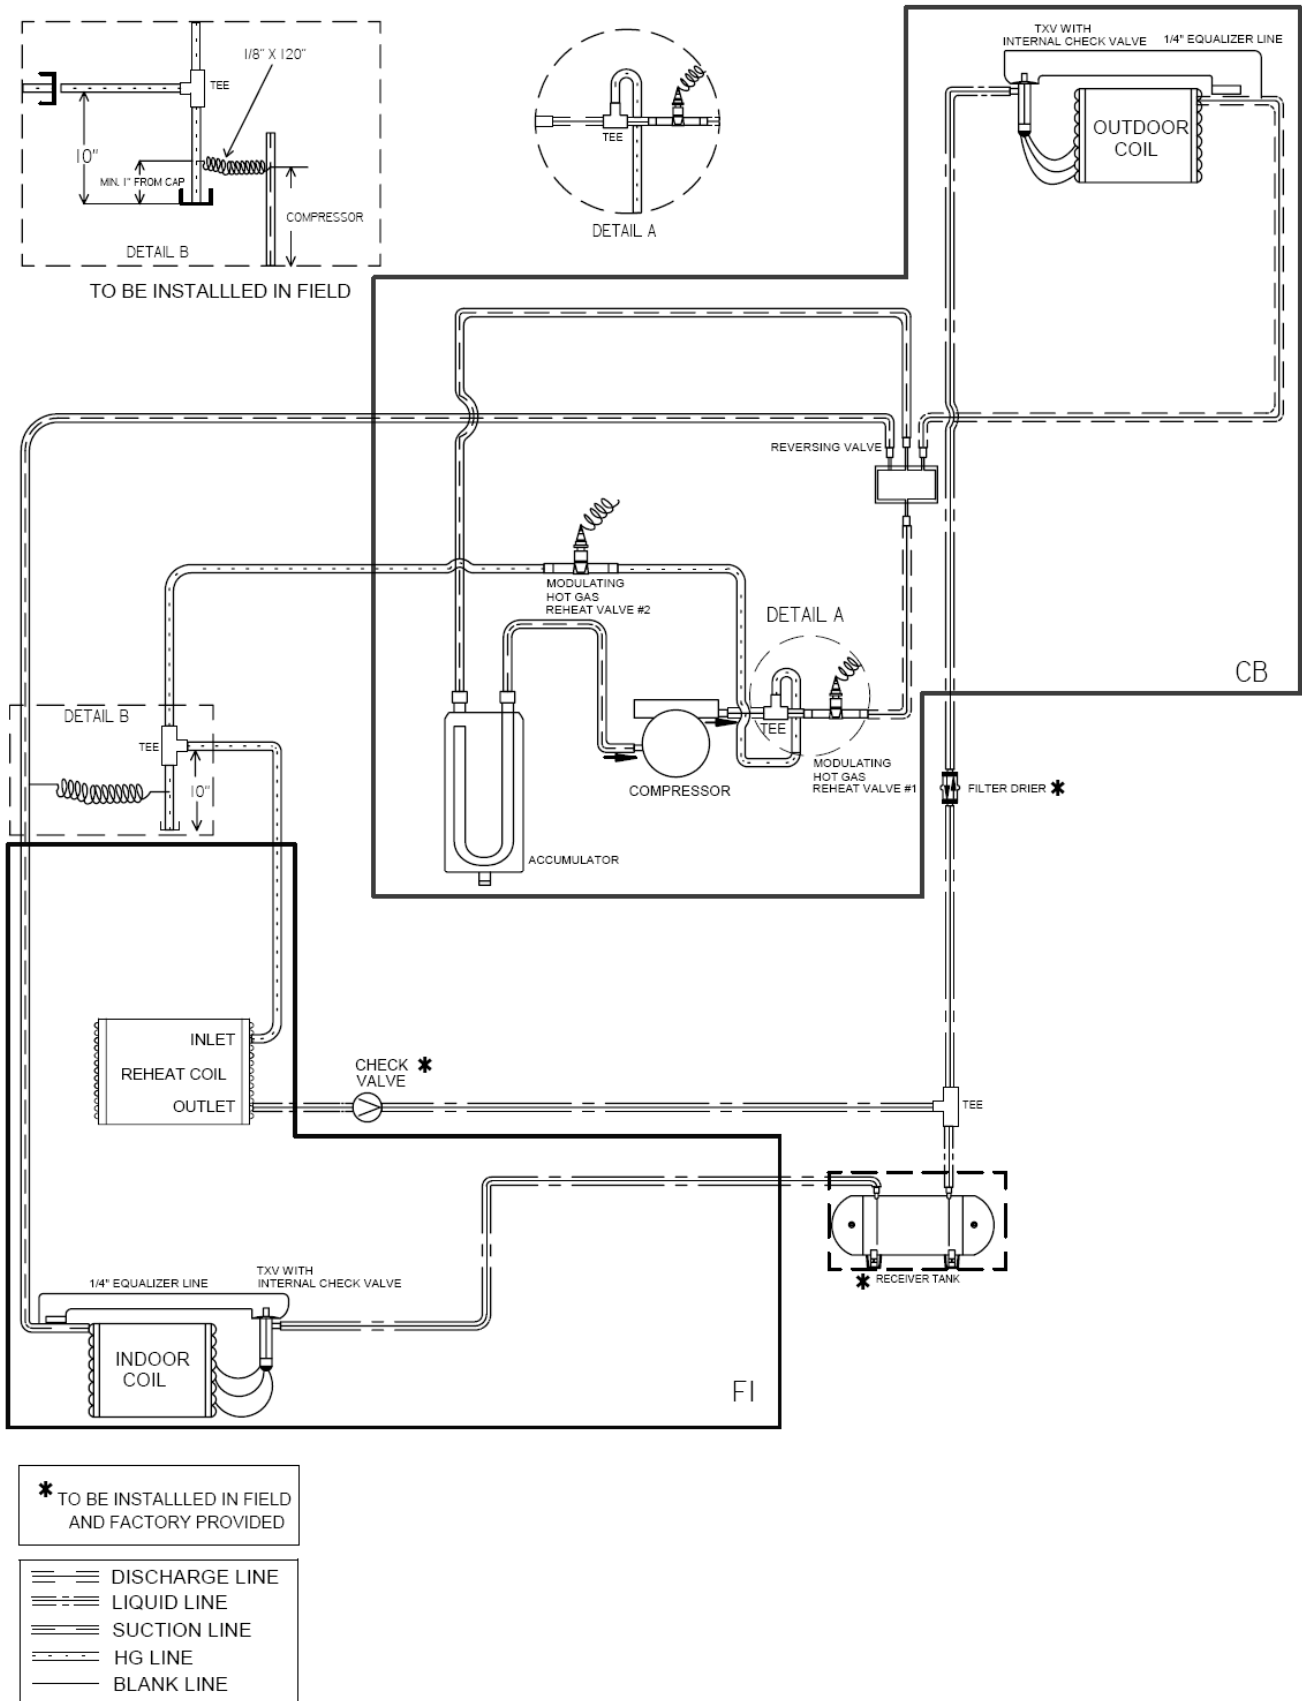 1/8" X 120"
TEE
10"
MIN. 1" FROM CAP
COMPRESSOR
DETAIL B
TO BE INSTALLLED IN FIELD
TEE
DETAIL A
TXV WITH
INTERNAL CHECK VALVE
1/4" EQUALIZER LINE
OUTDOOR
COIL
REVERSING VALVE
MODULATING
HOT GAS
REHEAT VALVE #2
DETAIL A
CB
DETAIL B
TEE
10"
TEE
COMPRESSOR
MODULATING
HOT GAS
REHEAT VALVE #1
FILTER DRIER *
ACCUMULATOR
INLET
REHEAT COIL
OUTLET
CHECK *
VALVE
TEE
* RECEIVER TANK
1/4" EQUALIZER LINE
TXV WITH
INTERNAL CHECK VALVE
INDOOR
COIL
FI
* TO BE INSTALLLED IN FIELD
AND FACTORY PROVIDED
DISCHARGE LINE
LIQUID LINE
SUCTION LINE
HG LINE
BLANK LINE